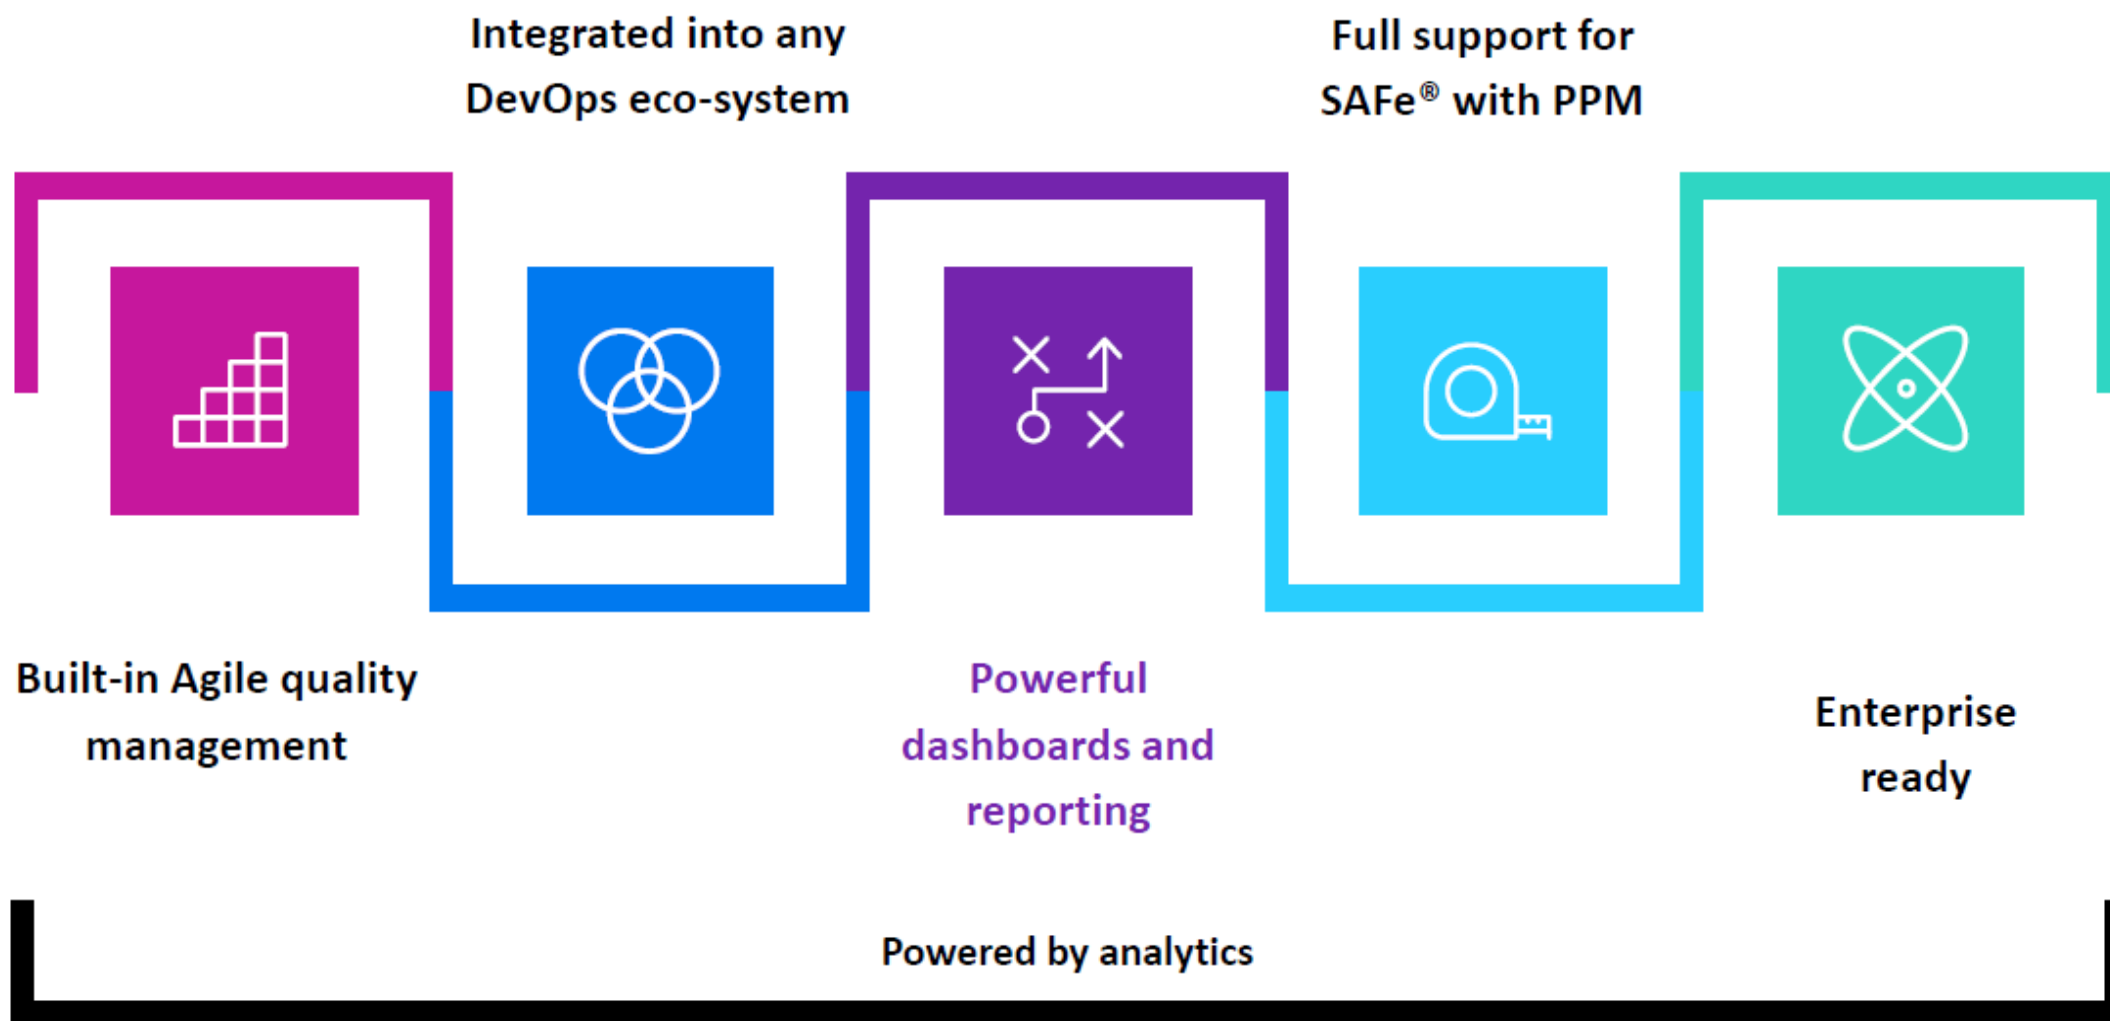 Integrated into any
DevOps eco-system
Full support for
SAFe® with PPM
Built-in Agile quality
management
Powerful
dashboards and
reporting
Enterprise
ready
Powered by analytics